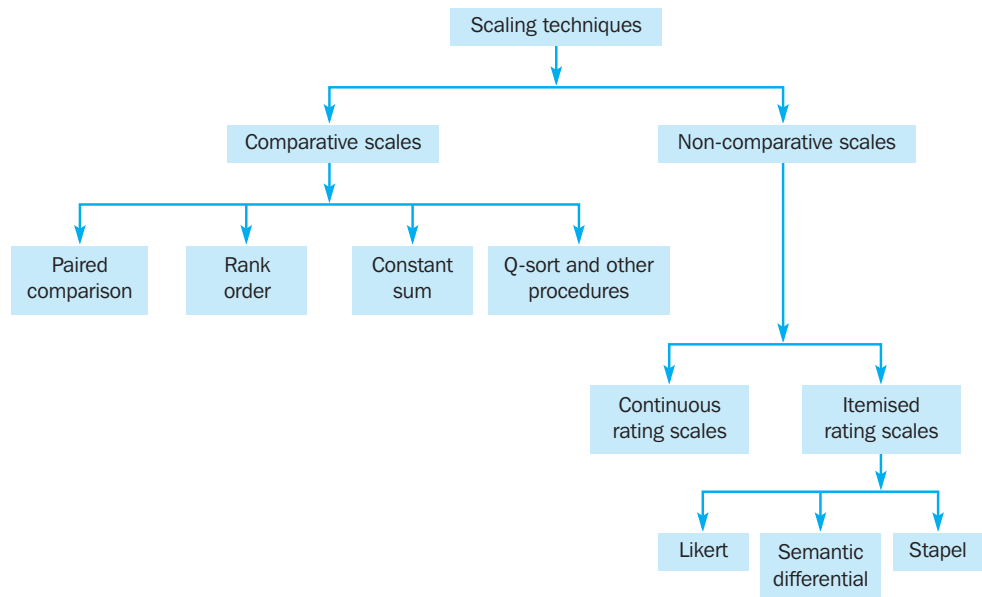 Scaling techniques
Comparative scales
Non-comparative scales
Paired
comparison
Rank
order
Constant
sum
Q-sort and other
procedures
Continuous
rating scales
Itemised
rating scales
Likert
Semantic
differential
Stapel